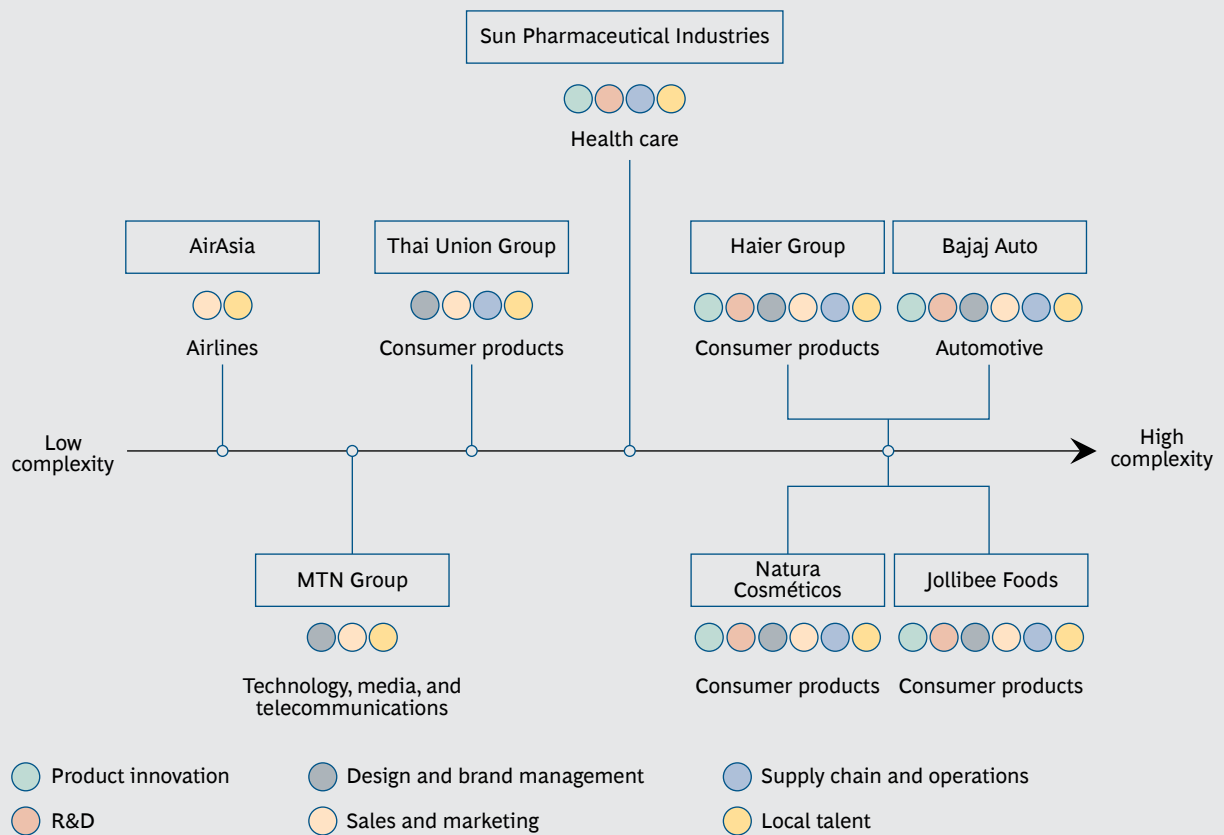 Sun Pharmaceutical Industries
Health care
AirAsia
Airlines
Thai Union Group
Consumer products
Haier Group
Consumer products
Bajaj Auto
Automotive
Low
complexity
High
complexity
MTN Group
Technology, media, and
telecommunications
Natura
Cosméticos
Consumer products
Jollibee Foods
Consumer products
Product innovation
Design and brand management
Supply chain and operations
R&D
Sales and marketing
Local talent